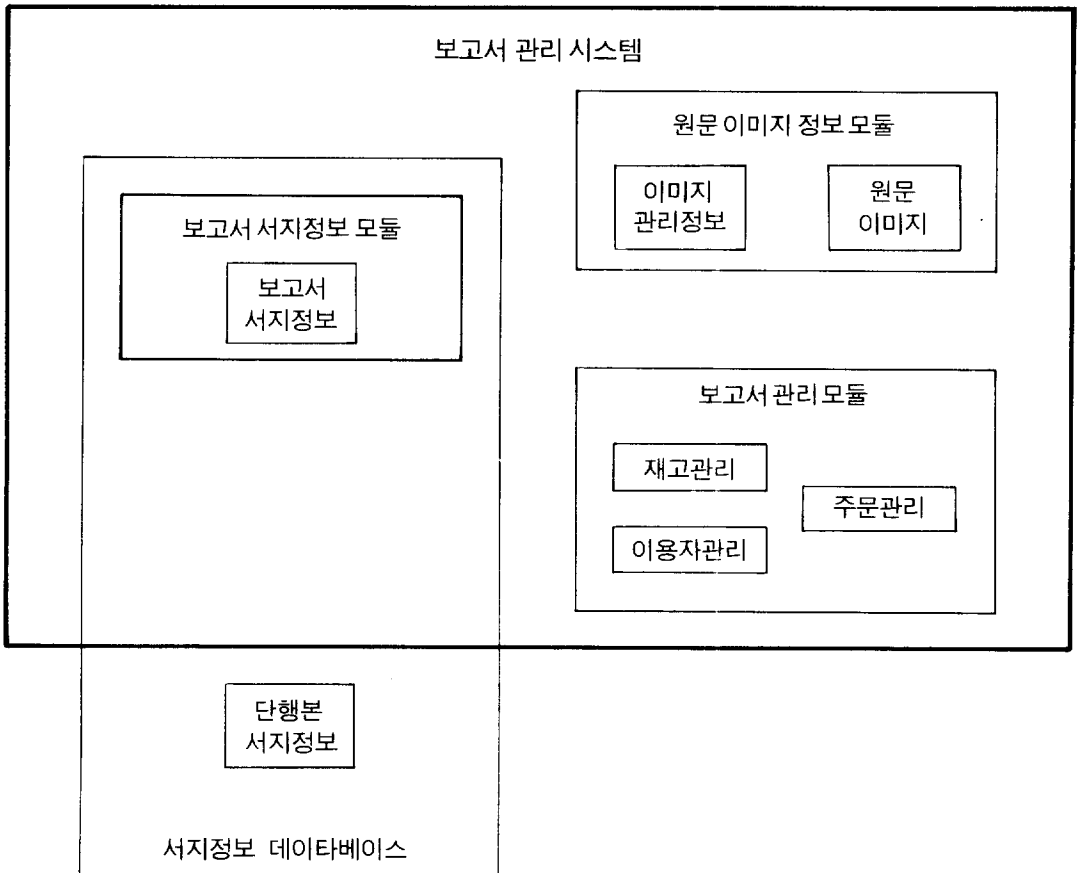 보고서 관리 시스템
원문 이미지 정보 모듈
이미지
관리정보
원문
이미지
보고서 서지정보 모듈
보고서
서지정보
보고서 관리 모듈
재고관리
주문관리
이용자관리
단행본
서지정보
서지정보 데이타베이스